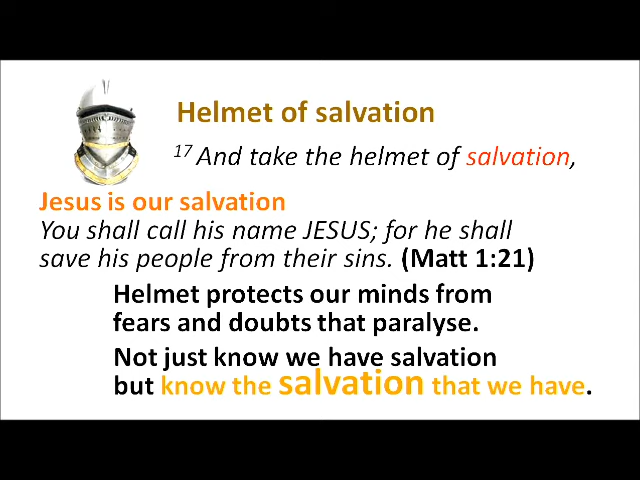 Helmet of salvation
17 And take the helmet of salvation,
Jesus is our salvation
You shall call his name JESUS; for he shall
save his people from their sins. (Matt 1:21)
Helmet protects our minds from
fears and doubts that paralyse.
Not just know we have salvation
but know the salvation that we have.